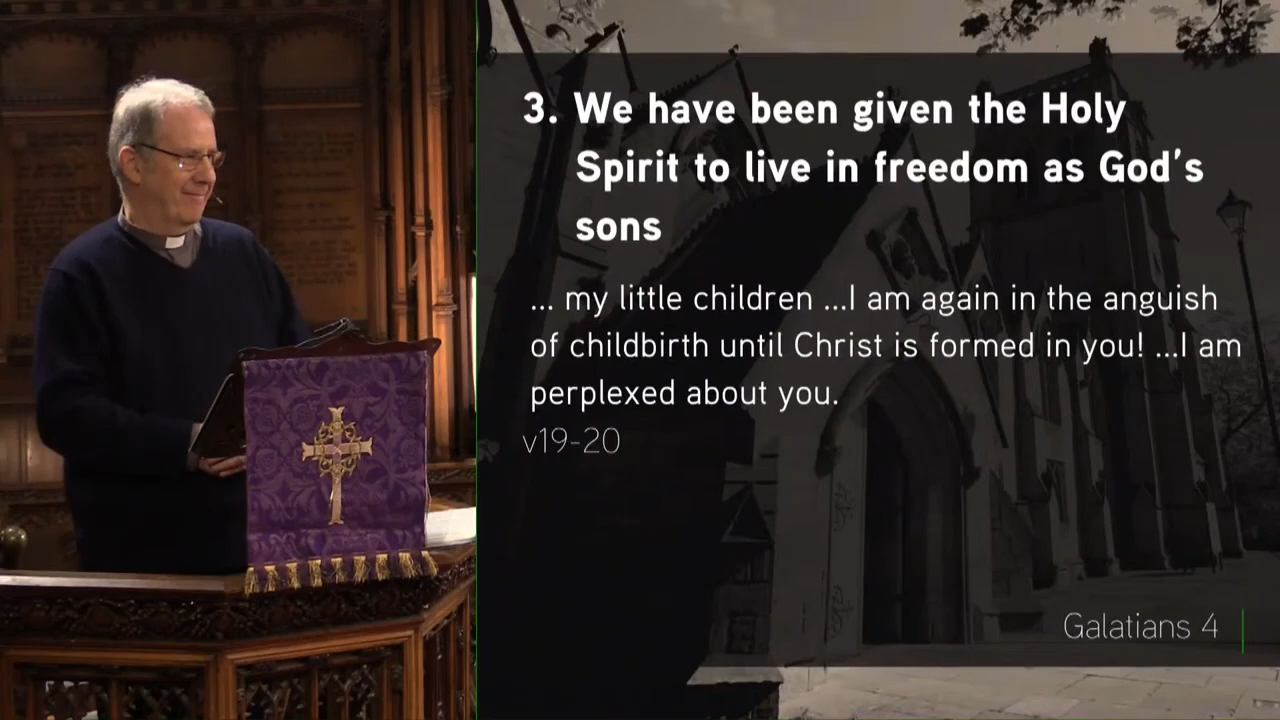 3. We have been given the Holy
Spirit to live in freedom as God's
sons
... my little children ...I am again in the anguish
of childbirth until Christ is formed in you! ...I am
perplexed about you.
v19-20
Galatians 4